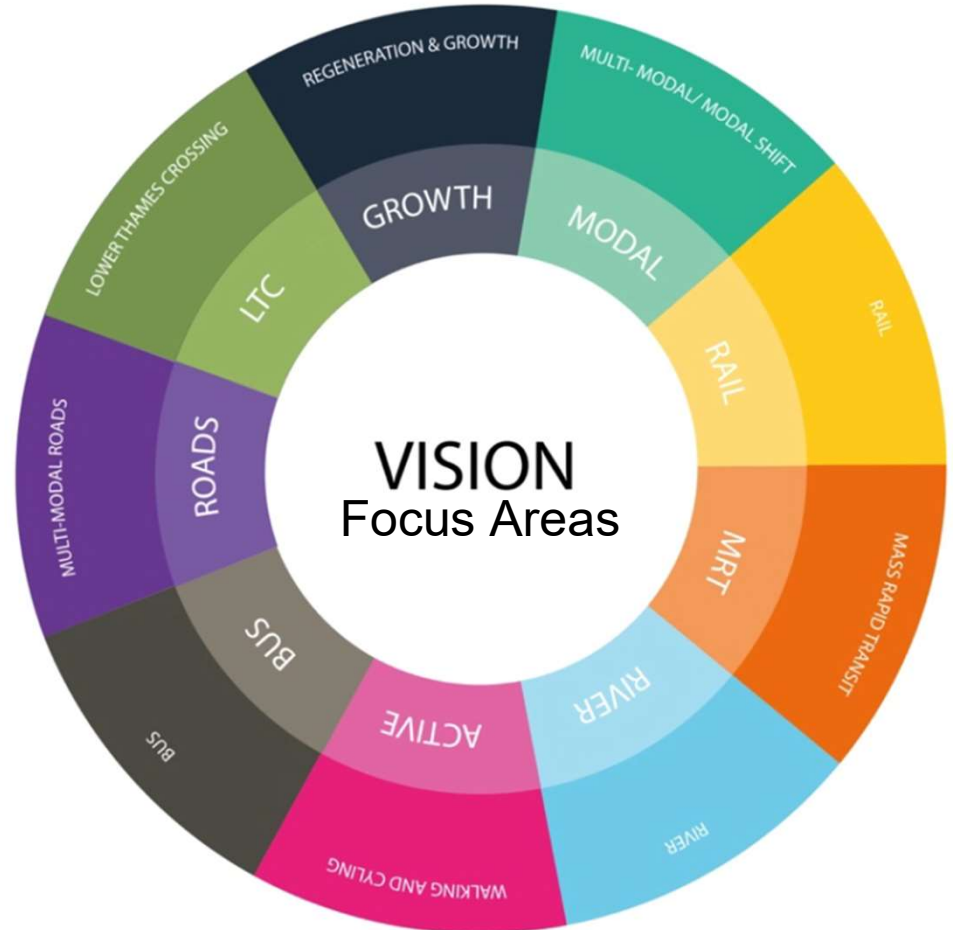 REGENERATION & GROWTH
GROWTH
MULTI- MODAL/ MODAL SHIFT
MODAL
RAIL
RAIL
MASS RAPID TRANSIT
MRT
RIVER
RIVER
WALKING AND CYLING
ACTIVE
BUS
BUS
MULTI-MODAL ROADS
ROADS
LOWER THAMES CROSSING
LTC
VISION
Focus Areas